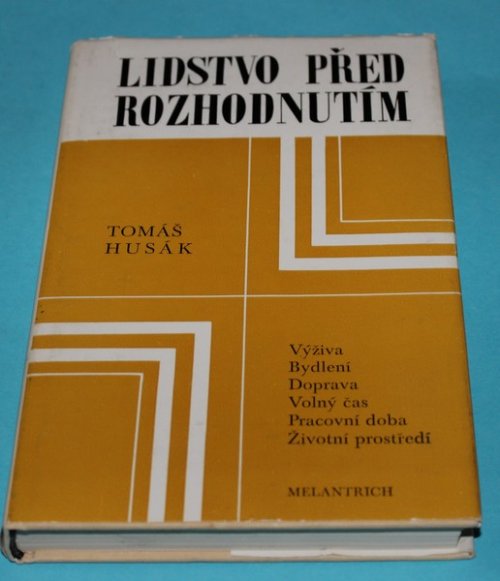 LIDSTVO PŘED
ROZHODNUTÍM
TOMÁŠ
HUSÁK
Výživa
Bydlení
Doprava
Volný čas
Pracovní doba
Životní prostředí
MELANTRICH